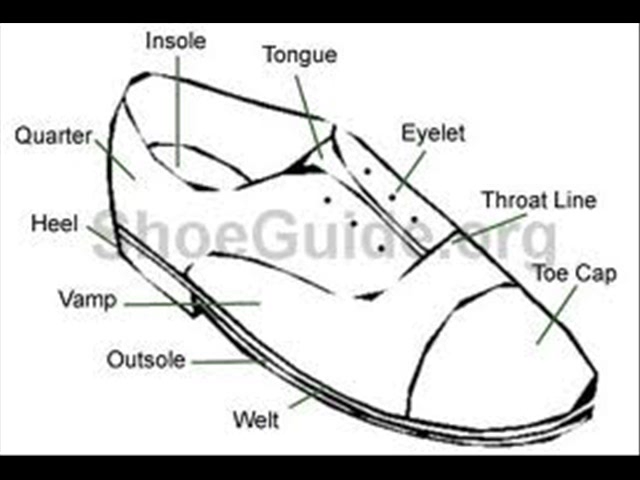 Insole
Tongue
Quarter
Eyelet
Throat Line
Heel
ShoeGuide.org
Toe Cap
Vamp
Outsole
Welt